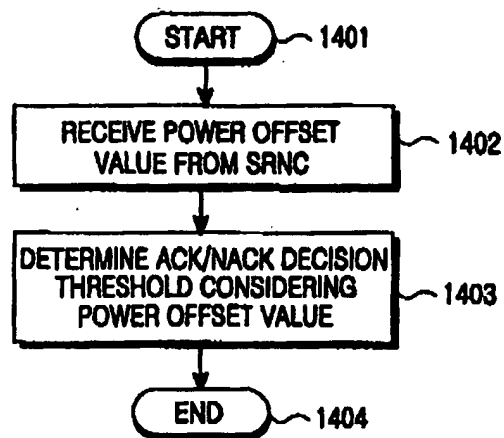 START 1401
RECEIVE POWER OFFSET
VALUE FROM SRNC
1402
DETERMINE ACK/NACK DECISION
THRESHOLD CONSIDERING
POWER OFFSET VALUE
1403
END 1404